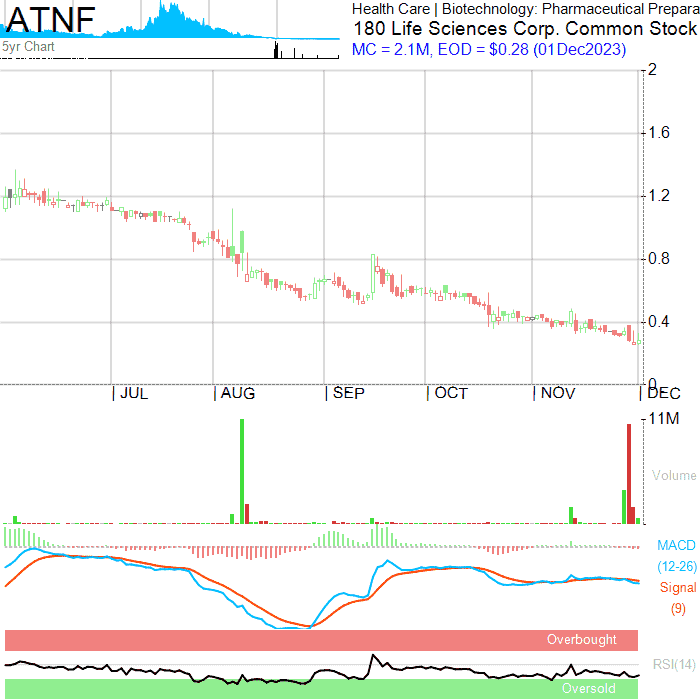 ATNF
5yr Chart
Health Care | Biotechnology: Pharmaceutical Prepara
180 Life Sciences Corp. Common Stock
MC = 2.1M, EOD = $0.28 (01Dec2023)
2
1.6
1.2
0.8
0.4
0
JUL
AUG
SEP
OCT
NOV
DEC
11M
Volume
MACD
(12-26)
Signal
(9)
Overbought
RSI(14)
Oversold